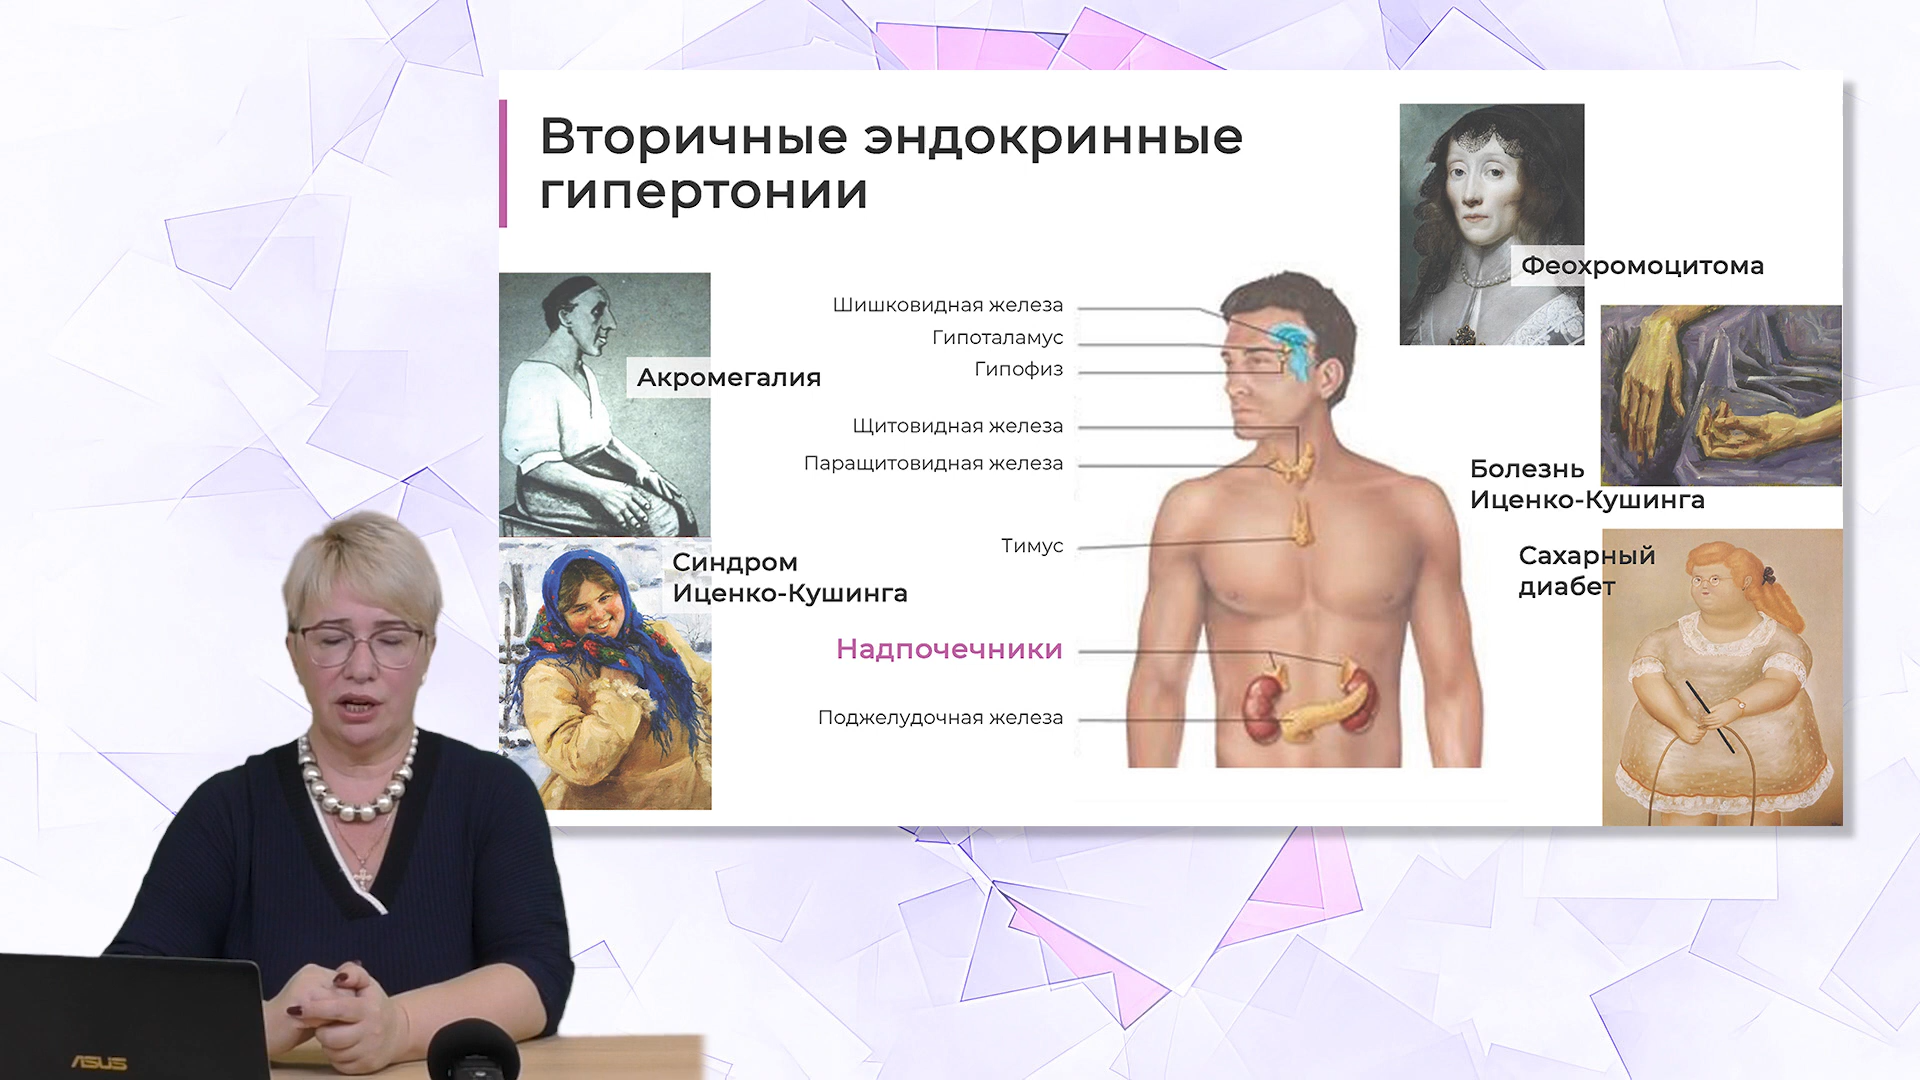 Вторичные эндокринные
гипертонии
Феохромоцитома
Шишковидная железа
Гипоталамус
Гипофиз
Акромегалия
Щитовидная железа
Паращитовидная железа
Болезнь
Иценко-Кушинга
Тимус
Синдром
Иценко-Кушинга
Сахарный
диабет
Надпочечники
Поджелудочная железа
ASUS